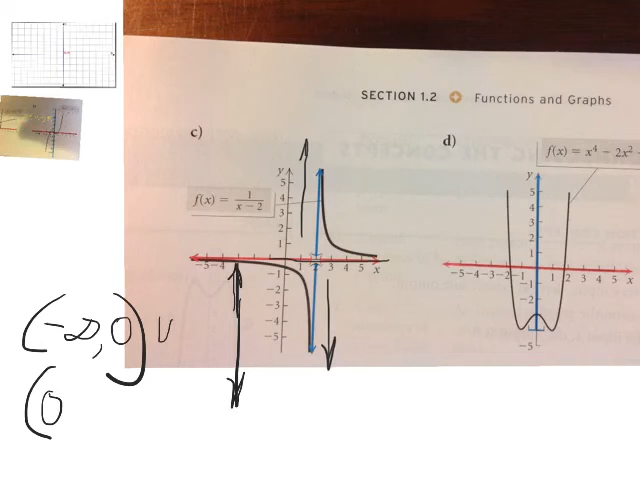 SECTION 1.2 Functions and Graphs
c)
d)
f(x) = 1/(x − 2)
f(x) = x⁴ − 2x² −
y
5
4
3
2
1
−5 −4
1 2 3 4 5 x
−1
−2
−3
−4
−5
y
5
4
3
2
1
−5 −4 −3 −2 −1
1 2 3 4 5 x
−1
−2
−5
(−∞, 0) ∪
(0